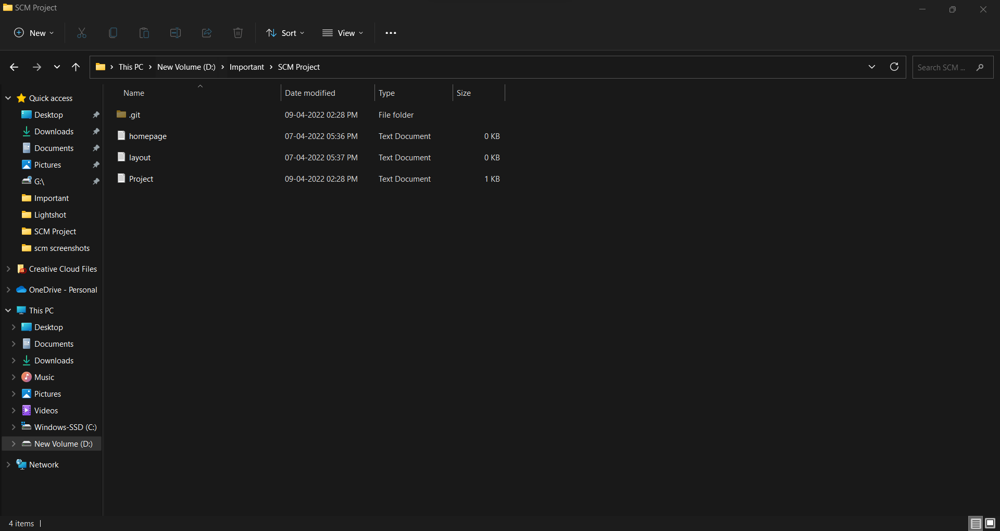 SCM Project
New
Sort
View
This PC > New Volume (D:) > Important > SCM Project
Search SCM ...
Name Date modified Type Size
.git 09-04-2022 02:28 PM File folder
homepage 07-04-2022 05:36 PM Text Document 0 KB
layout 07-04-2022 05:37 PM Text Document 0 KB
Project 09-04-2022 02:28 PM Text Document 1 KB
Quick access
Desktop
Downloads
Documents
Pictures
G:\
Important
Lightshot
SCM Project
scm screenshots
Creative Cloud Files
OneDrive - Personal
This PC
Desktop
Documents
Downloads
Music
Pictures
Videos
Windows-SSD (C:)
New Volume (D:)
Network
4 items